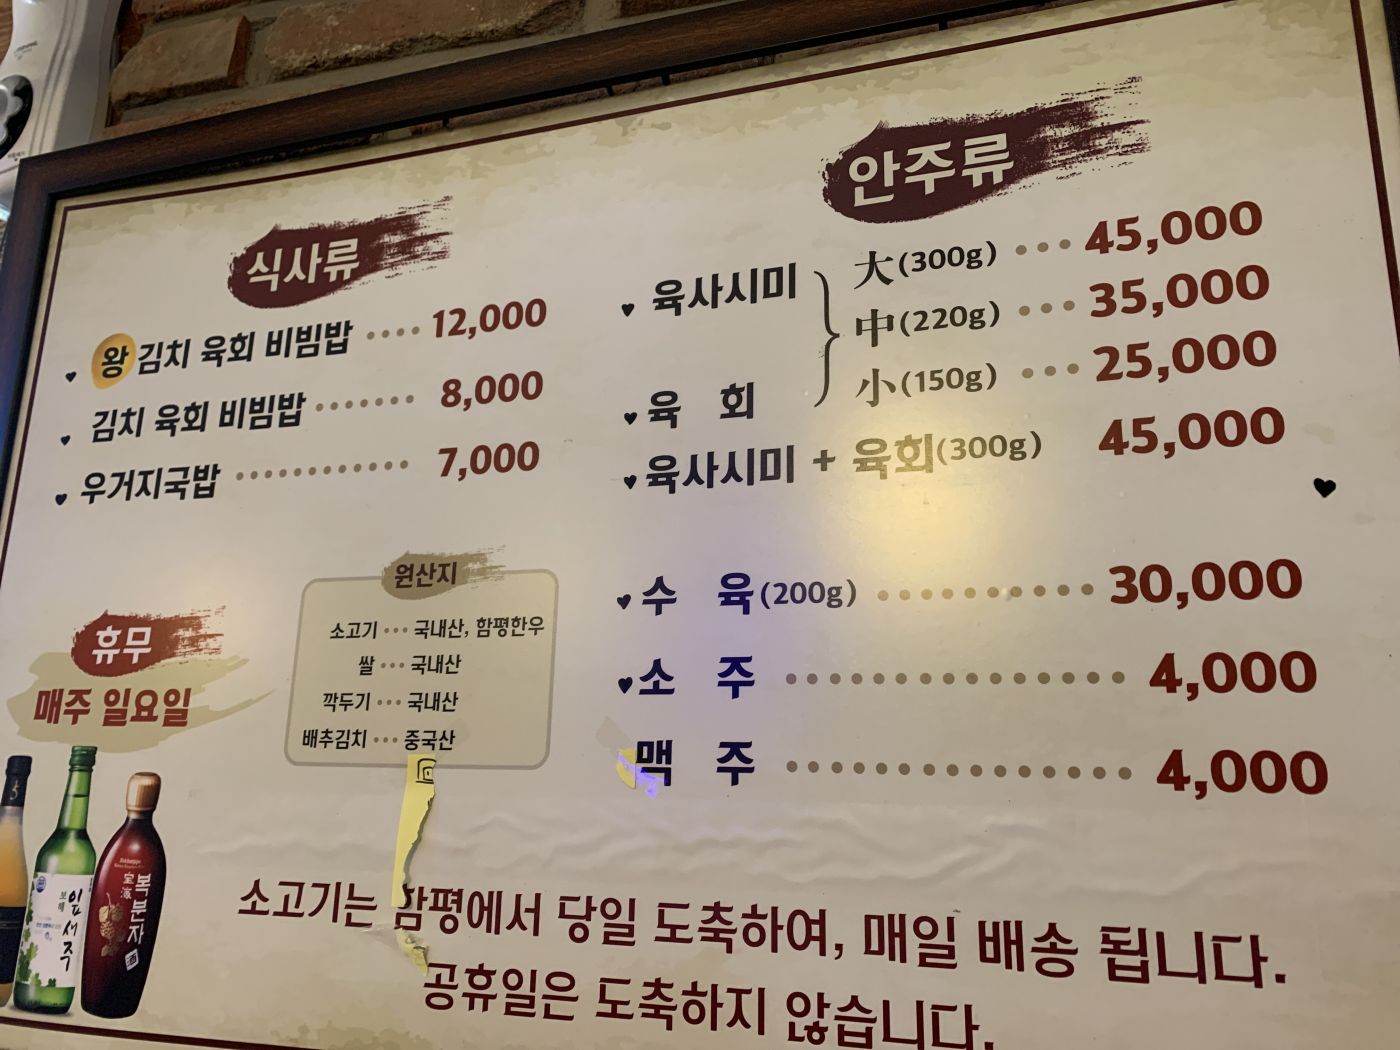 식사류
왕 김치 육회 비빔밥 ···· 12,000
김치 육회 비빔밥 ······· 8,000
우거지국밥 ············ 7,000
안주류
육사시미
육 회
大(300g) ··· 45,000
中(220g) ··· 35,000
小(150g) ··· 25,000
육사시미 + 육회(300g) 45,000
수 육(200g) ·········· 30,000
소 주 ··············· 4,000
맥 주 ··············· 4,000
원산지
소고기 ··· 국내산, 함평한우
쌀 ··· 국내산
깍두기 ··· 국내산
배추김치 ··· 중국산
휴무
매주 일요일
보해
잎새주
복분자
소고기는 함평에서 당일 도축하여, 매일 배송 됩니다.
공휴일은 도축하지 않습니다.